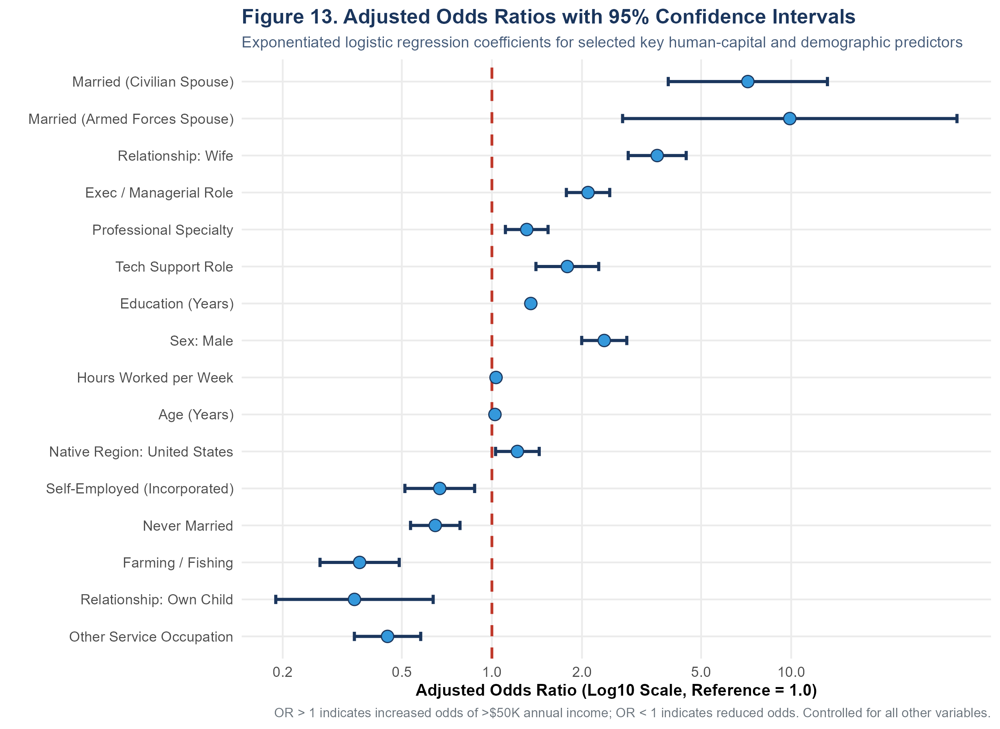 Figure 13. Adjusted Odds Ratios with 95% Confidence Intervals
Exponentiated logistic regression coefficients for selected key human-capital and demographic predictors
Married (Civilian Spouse)
Married (Armed Forces Spouse)
Relationship: Wife
Exec / Managerial Role
Professional Specialty
Tech Support Role
Education (Years)
Sex: Male
Hours Worked per Week
Age (Years)
Native Region: United States
Self-Employed (Incorporated)
Never Married
Farming / Fishing
Relationship: Own Child
Other Service Occupation
0.2 0.5 1.0 2.0 5.0 10.0
Adjusted Odds Ratio (Log10 Scale, Reference = 1.0)
OR > 1 indicates increased odds of >$50K annual income; OR < 1 indicates reduced odds. Controlled for all other variables.